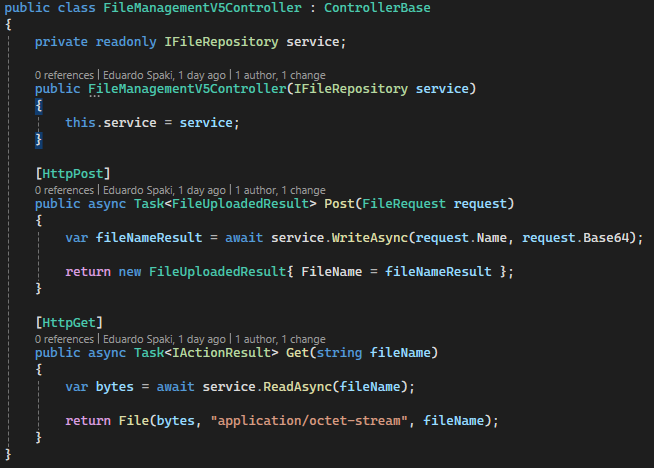 public class FileManagementV5Controller : ControllerBase
{
private readonly IFileRepository service;
0 references | Eduardo Spaki, 1 day ago | 1 author, 1 change
public FileManagementV5Controller(IFileRepository service)
{
this.service = service;
}
[HttpPost]
0 references | Eduardo Spaki, 1 day ago | 1 author, 1 change
public async Task<FileUploadedResult> Post(FileRequest request)
{
var fileNameResult = await service.WriteAsync(request.Name, request.Base64);
return new FileUploadedResult{ FileName = fileNameResult };
}
[HttpGet]
0 references | Eduardo Spaki, 1 day ago | 1 author, 1 change
public async Task<IActionResult> Get(string fileName)
{
var bytes = await service.ReadAsync(fileName);
return File(bytes, "application/octet-stream", fileName);
}
}